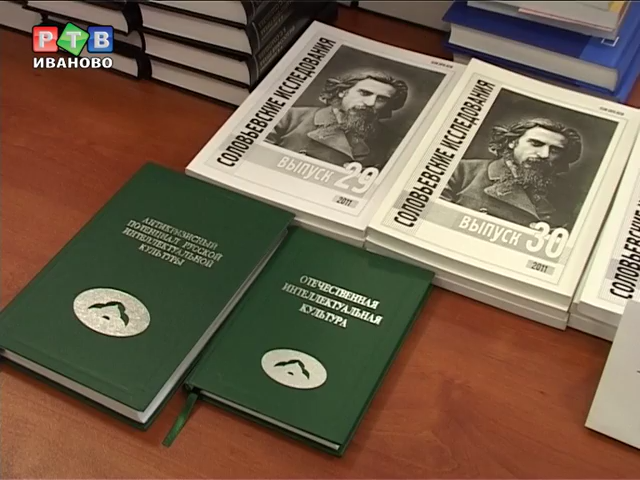 РТВ
ИВАНОВО
СОЛОВЬЕВСКИЕ ИССЛЕДОВАНИЯ
ВЫПУСК 29
2011
СОЛОВЬЕВСКИЕ ИССЛЕДОВАНИЯ
ВЫПУСК 30
2011
АНТИКРИЗИСНЫЙ
ПОТЕНЦИАЛ РУССКОЙ
ИНТЕЛЛЕКТУАЛЬНОЙ
КУЛЬТУРЫ
ОТЕЧЕСТВЕННАЯ
ИНТЕЛЛЕКТУАЛЬНАЯ
КУЛЬТУРА